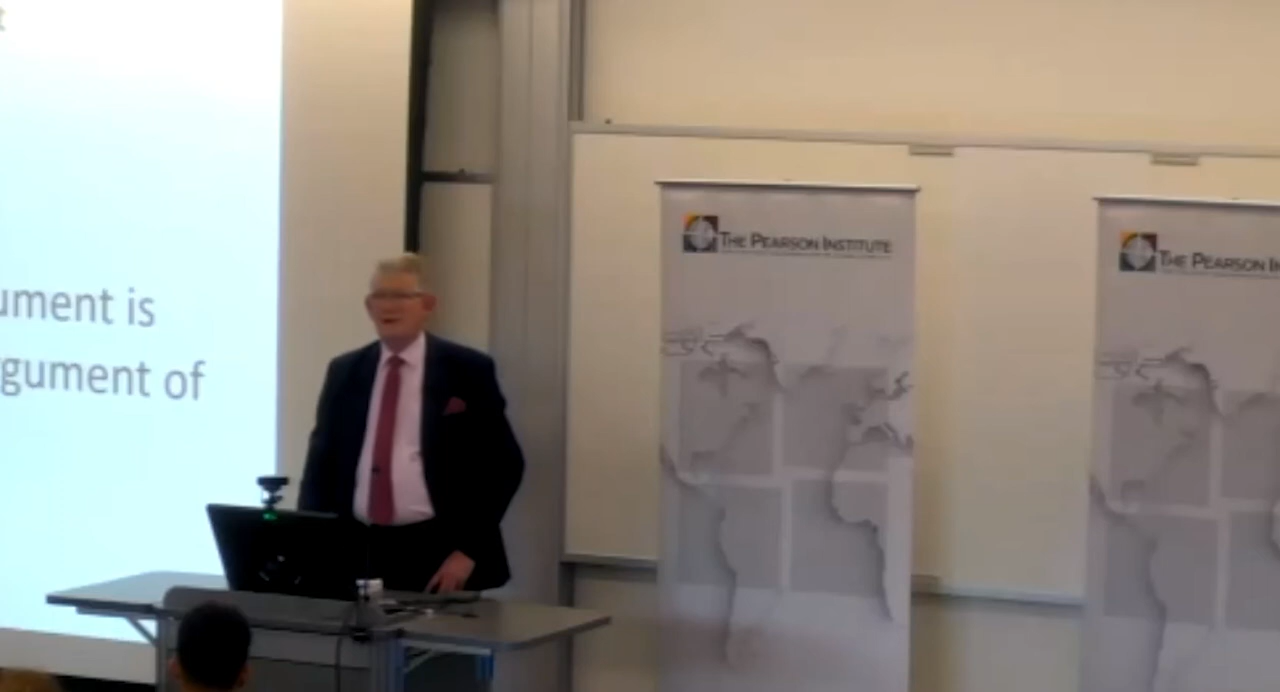 t
ument is
gument of
THE PEARSON INSTITUTE
THE PEARSON IN